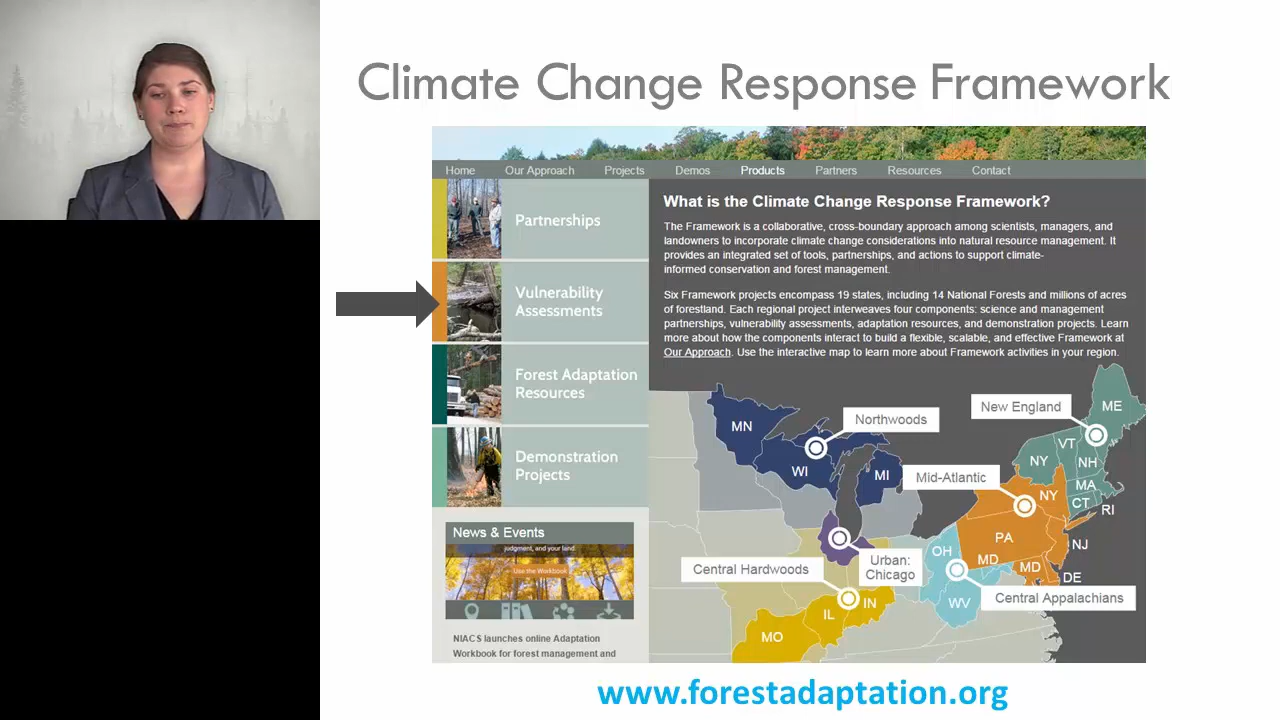 Climate Change Response Framework
Home Our Approach Projects Demos Products Partners Resources Contact
Partnerships
Vulnerability
Assessments
Forest Adaptation
Resources
Demonstration
Projects
News & Events
judgment, and your land.
Use the Workbook
NIACS launches online Adaptation
Workbook for forest management and
What is the Climate Change Response Framework?
The Framework is a collaborative, cross-boundary approach among scientists, managers, and
landowners to incorporate climate change considerations into natural resource management. It
provides an integrated set of tools, partnerships, and actions to support climate-
informed conservation and forest management.
Six Framework projects encompass 19 states, including 14 National Forests and millions of acres
of forestland. Each regional project interweaves four components: science and management
partnerships, vulnerability assessments, adaptation resources, and demonstration projects. Learn
more about how the components interact to build a flexible, scalable, and effective Framework at
Our Approach. Use the interactive map to learn more about Framework activities in your region.
New England
ME
Northwoods
MN
VT
NY
NH
WI
MI
Mid-Atlantic
MA
NY
CT
RI
PA
NJ
OH
MD
Urban:
Chicago
Central Hardwoods
MD
DE
Central Appalachians
WV
IN
IL
MO
www.forestadaptation.org